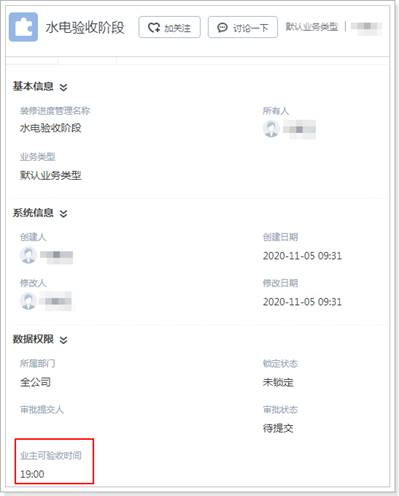 水电验收阶段 加关注 讨论一下 默认业务类型
基本信息
装修进度管理名称 所有人
水电验收阶段
业务类型
默认业务类型
系统信息
创建人 创建日期
2020-11-05 09:31
修改人 修改日期
2020-11-05 09:31
数据权限
所属部门 锁定状态
全公司 未锁定
审批提交人 审批状态
待提交
业主可验收时间
19:00